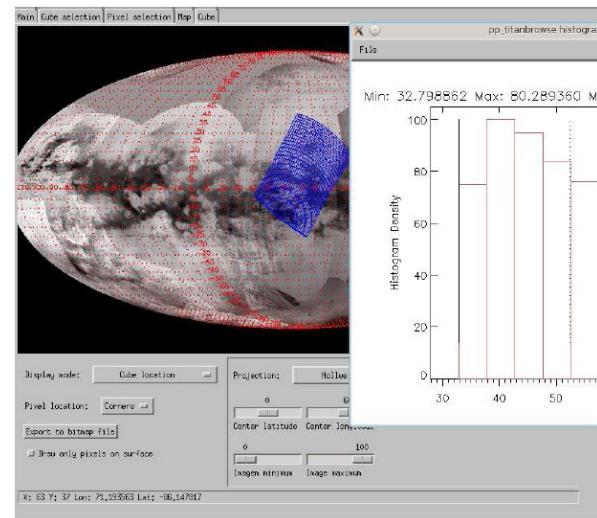 Main Cube selection Pixel selection Map Cube
pp_titanbrowse histogra
File
Min: 32.798862 Max: 80.289360 M
100
80
60
40
20
0
Histogram Density
30 40 50
Display mode: Cube location
Pixel location: Corners
Export to bitmap file
Draw only pixels on surface
Projection: Hollwe
0
Center latitude Center longitude
0 100
Imagen minimum Image maximum
X: 63 Y: 37 Lon: 71,193563 Lat: -86,147817